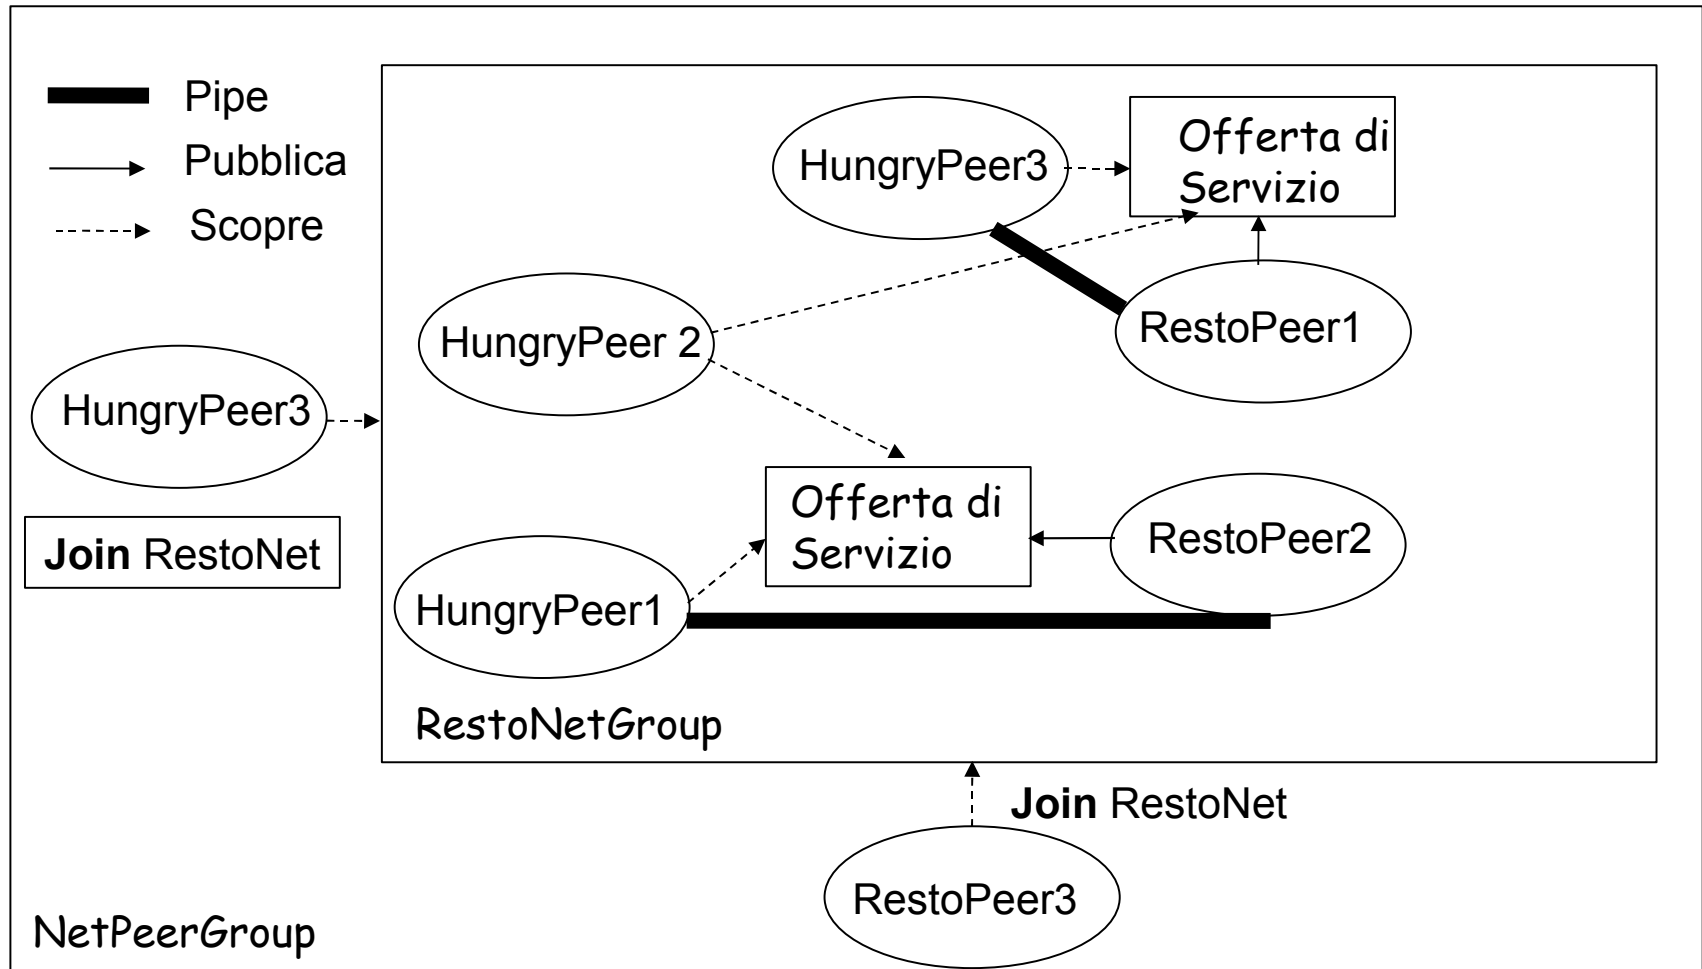 Pipe
Pubblica
Scopre
HungryPeer3
Offerta di
Servizio
HungryPeer 2
RestoPeer1
HungryPeer3
Join RestoNet
Offerta di
Servizio
RestoPeer2
HungryPeer1
RestoNetGroup
Join RestoNet
RestoPeer3
NetPeerGroup